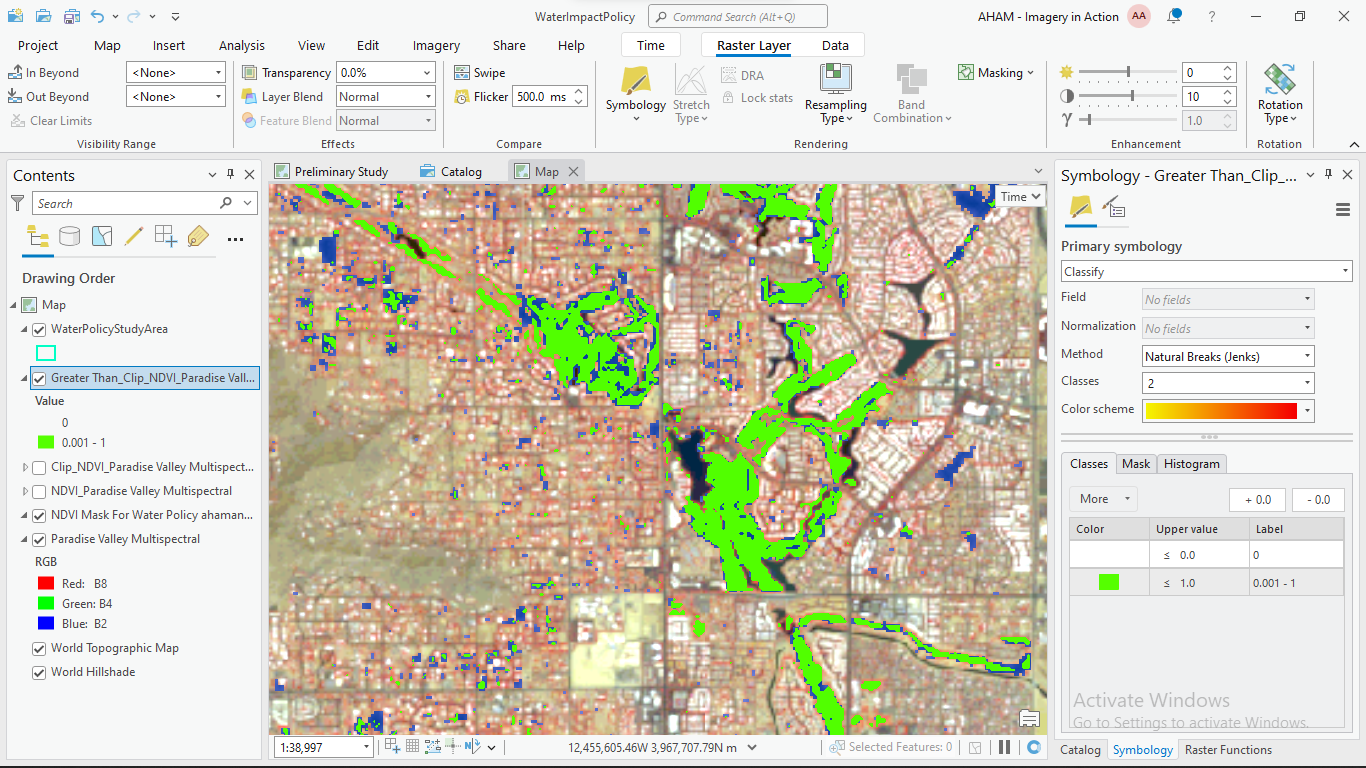 WaterImpactPolicy
Command Search (Alt+Q)
AHAM - Imagery in Action
AA
?
Project
Map
Insert
Analysis
View
Edit
Imagery
Share
Help
Time
Raster Layer
Data
In Beyond
<None>
Out Beyond
<None>
Clear Limits
Visibility Range
Transparency
0.0%
Layer Blend
Normal
Feature Blend
Normal
Effects
Swipe
Flicker
500.0 ms
Compare
Symbology
Stretch
Type
DRA
Lock stats
Resampling
Type
Band
Combination
Masking
Rendering
0
10
γ
1.0
Enhancement
Rotation
Type
Rotation
Contents
Search
Drawing Order
Map
WaterPolicyStudyArea
Greater Than_Clip_NDVI_Paradise Vall...
Value
0
0.001 - 1
Clip_NDVI_Paradise Valley Multispect...
NDVI_Paradise Valley Multispectral
NDVI Mask For Water Policy ahaman...
Paradise Valley Multispectral
RGB
Red: B8
Green: B4
Blue: B2
World Topographic Map
World Hillshade
Preliminary Study
Catalog
Map
Time
1:38,997
12,455,605.46W 3,967,707.79N m
Selected Features: 0
Symbology - Greater Than_Clip_...
Primary symbology
Classify
Field
No fields
Normalization
No fields
Method
Natural Breaks (Jenks)
Classes
2
Color scheme
Classes
Mask
Histogram
More
+ 0.0
- 0.0
Color
Upper value
Label
≤ 0.0
0
≤ 1.0
0.001 - 1
Activate Windows
Go to Settings to activate Windows.
Catalog
Symbology
Raster Functions